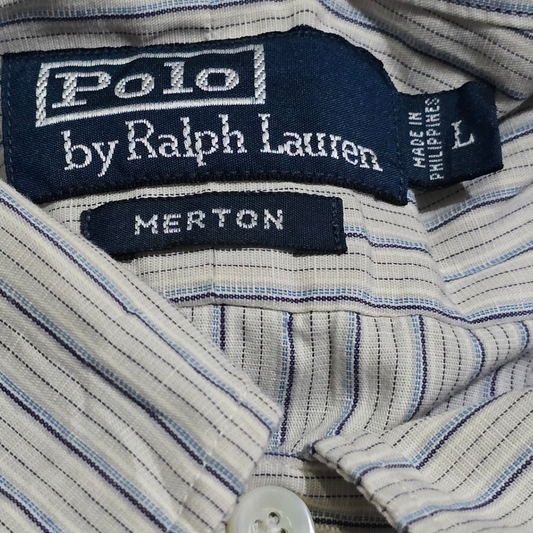 Polo
by Ralph Lauren
MADE IN
PHILIPPINES
L
MERTON